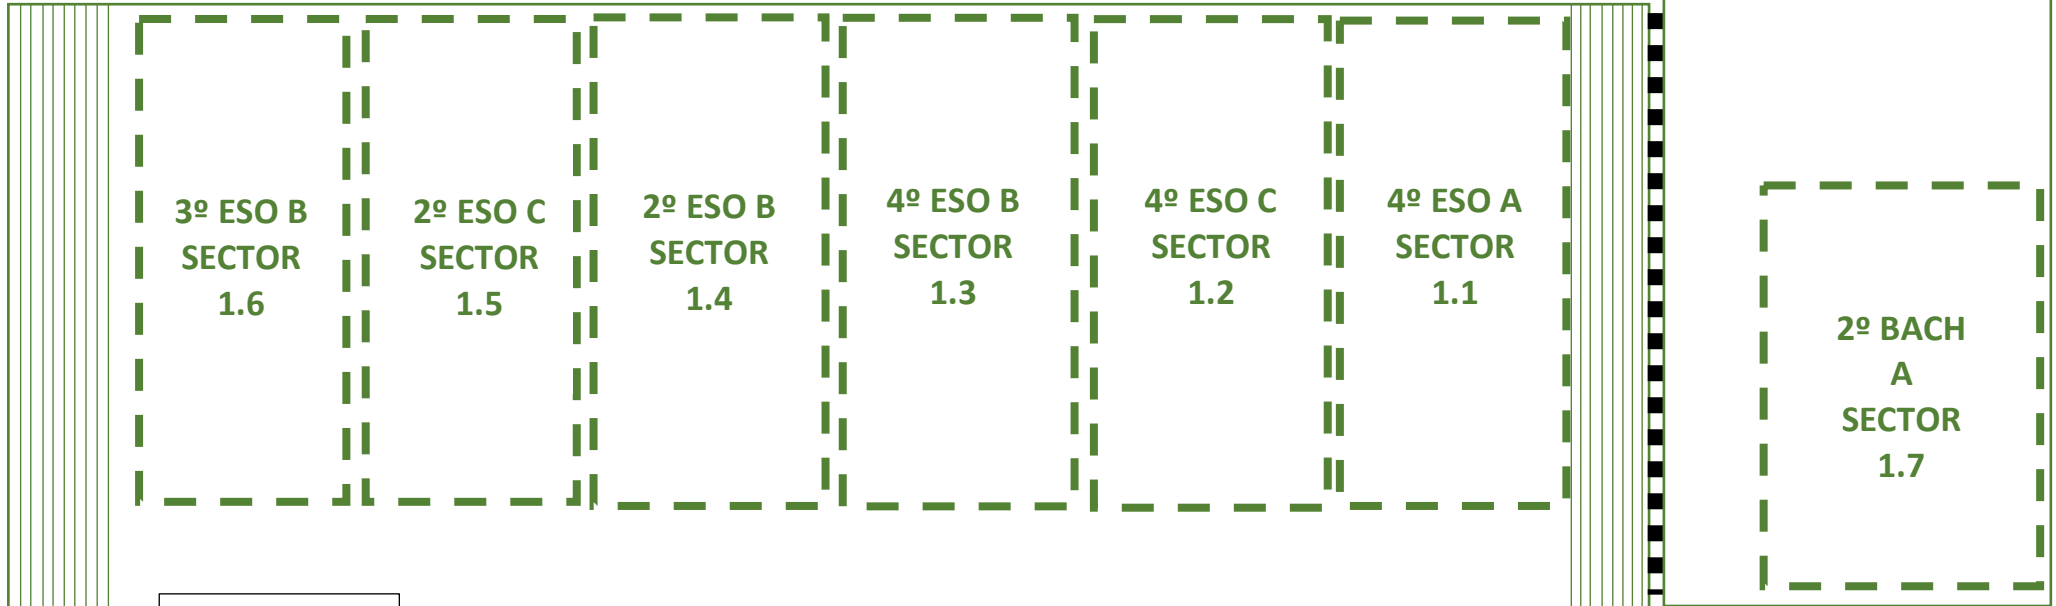 3º ESO B
SECTOR
1.6
2º ESO C
SECTOR
1.5
2º ESO B
SECTOR
1.4
4º ESO B
SECTOR
1.3
4º ESO C
SECTOR
1.2
4º ESO A
SECTOR
1.1
2º BACH
A
SECTOR
1.7